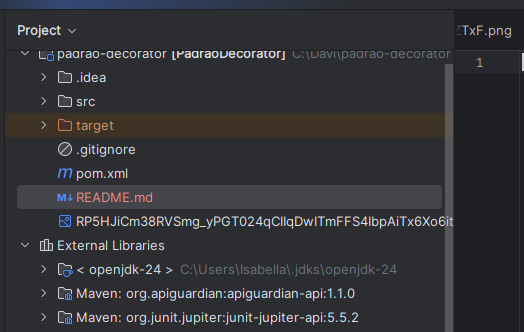 Project
ZTxF.png
padrao-decorator [PadraoDecorator] C:\Davi\padrao-decorator
1
.idea
src
target
.gitignore
pom.xml
README.md
RP5HJiCm38RVSmg_yPGT024qCllqDwITmFFS4lbpAiTx6Xo6it
External Libraries
< openjdk-24 > C:\Users\Isabella\.jdks\openjdk-24
Maven: org.apiguardian:apiguardian-api:1.1.0
Maven: org.junit.jupiter:junit-jupiter-api:5.5.2